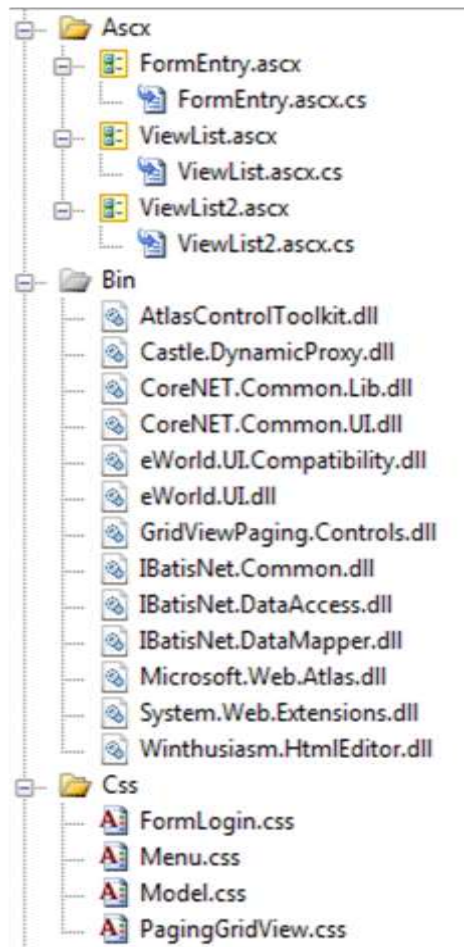 Ascx
FormEntry.ascx
FormEntry.ascx.cs
ViewList.ascx
ViewList.ascx.cs
ViewList2.ascx
ViewList2.ascx.cs
Bin
AtlasControlToolkit.dll
Castle.DynamicProxy.dll
CoreNET.Common.Lib.dll
CoreNET.Common.UI.dll
eWorld.UI.Compatibility.dll
eWorld.UI.dll
GridViewPaging.Controls.dll
IBatisNet.Common.dll
IBatisNet.DataAccess.dll
IBatisNet.DataMapper.dll
Microsoft.Web.Atlas.dll
System.Web.Extensions.dll
Winthusiasm.HtmlEditor.dll
Css
FormLogin.css
Menu.css
Model.css
PagingGridView.css